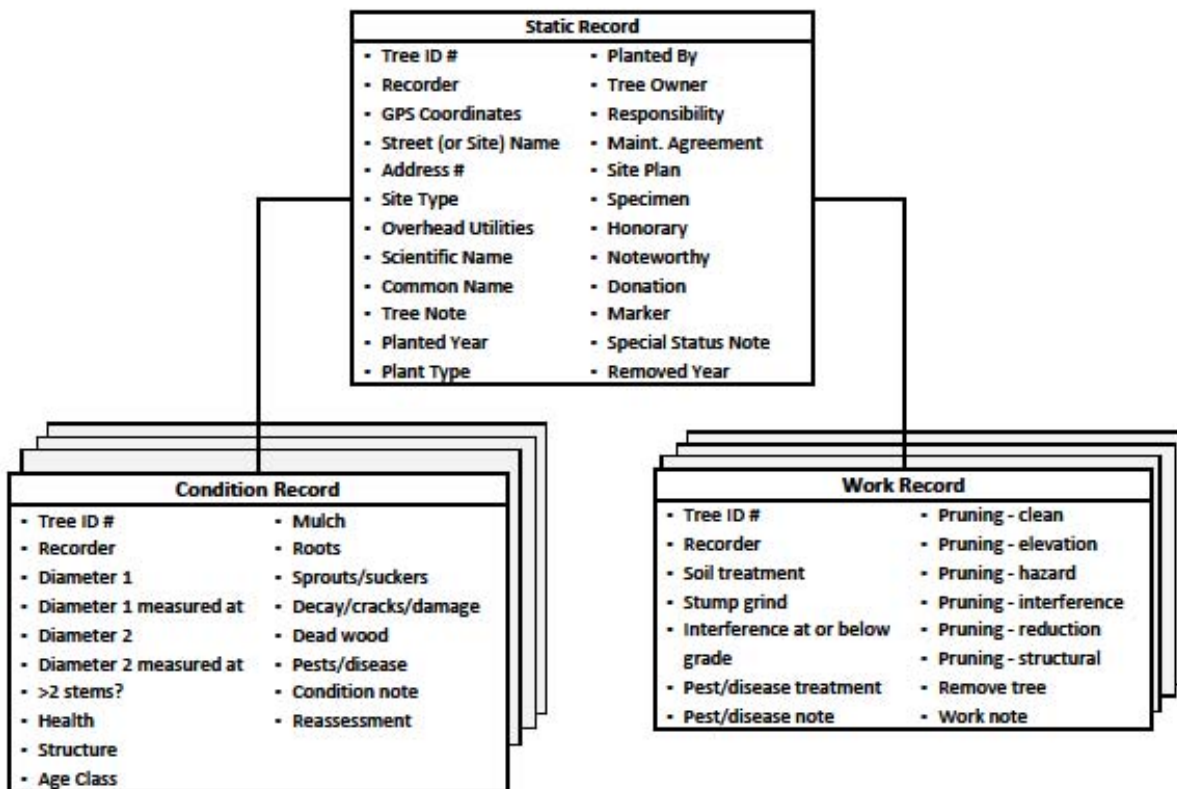 Static Record
- Tree ID #
- Recorder
- GPS Coordinates
- Street (or Site) Name
- Address #
- Site Type
- Overhead Utilities
- Scientific Name
- Common Name
- Tree Note
- Planted Year
- Plant Type
- Planted By
- Tree Owner
- Responsibility
- Maint. Agreement
- Site Plan
- Specimen
- Honorary
- Noteworthy
- Donation
- Marker
- Special Status Note
- Removed Year
Condition Record
- Tree ID #
- Recorder
- Diameter 1
- Diameter 1 measured at
- Diameter 2
- Diameter 2 measured at
- >2 stems?
- Health
- Structure
- Age Class
- Mulch
- Roots
- Sprouts/suckers
- Decay/cracks/damage
- Dead wood
- Pests/disease
- Condition note
- Reassessment
Work Record
- Tree ID #
- Recorder
- Soil treatment
- Stump grind
- Interference at or below
grade
- Pest/disease treatment
- Pest/disease note
- Pruning - clean
- Pruning - elevation
- Pruning - hazard
- Pruning - interference
- Pruning - reduction
- Pruning - structural
- Remove tree
- Work note